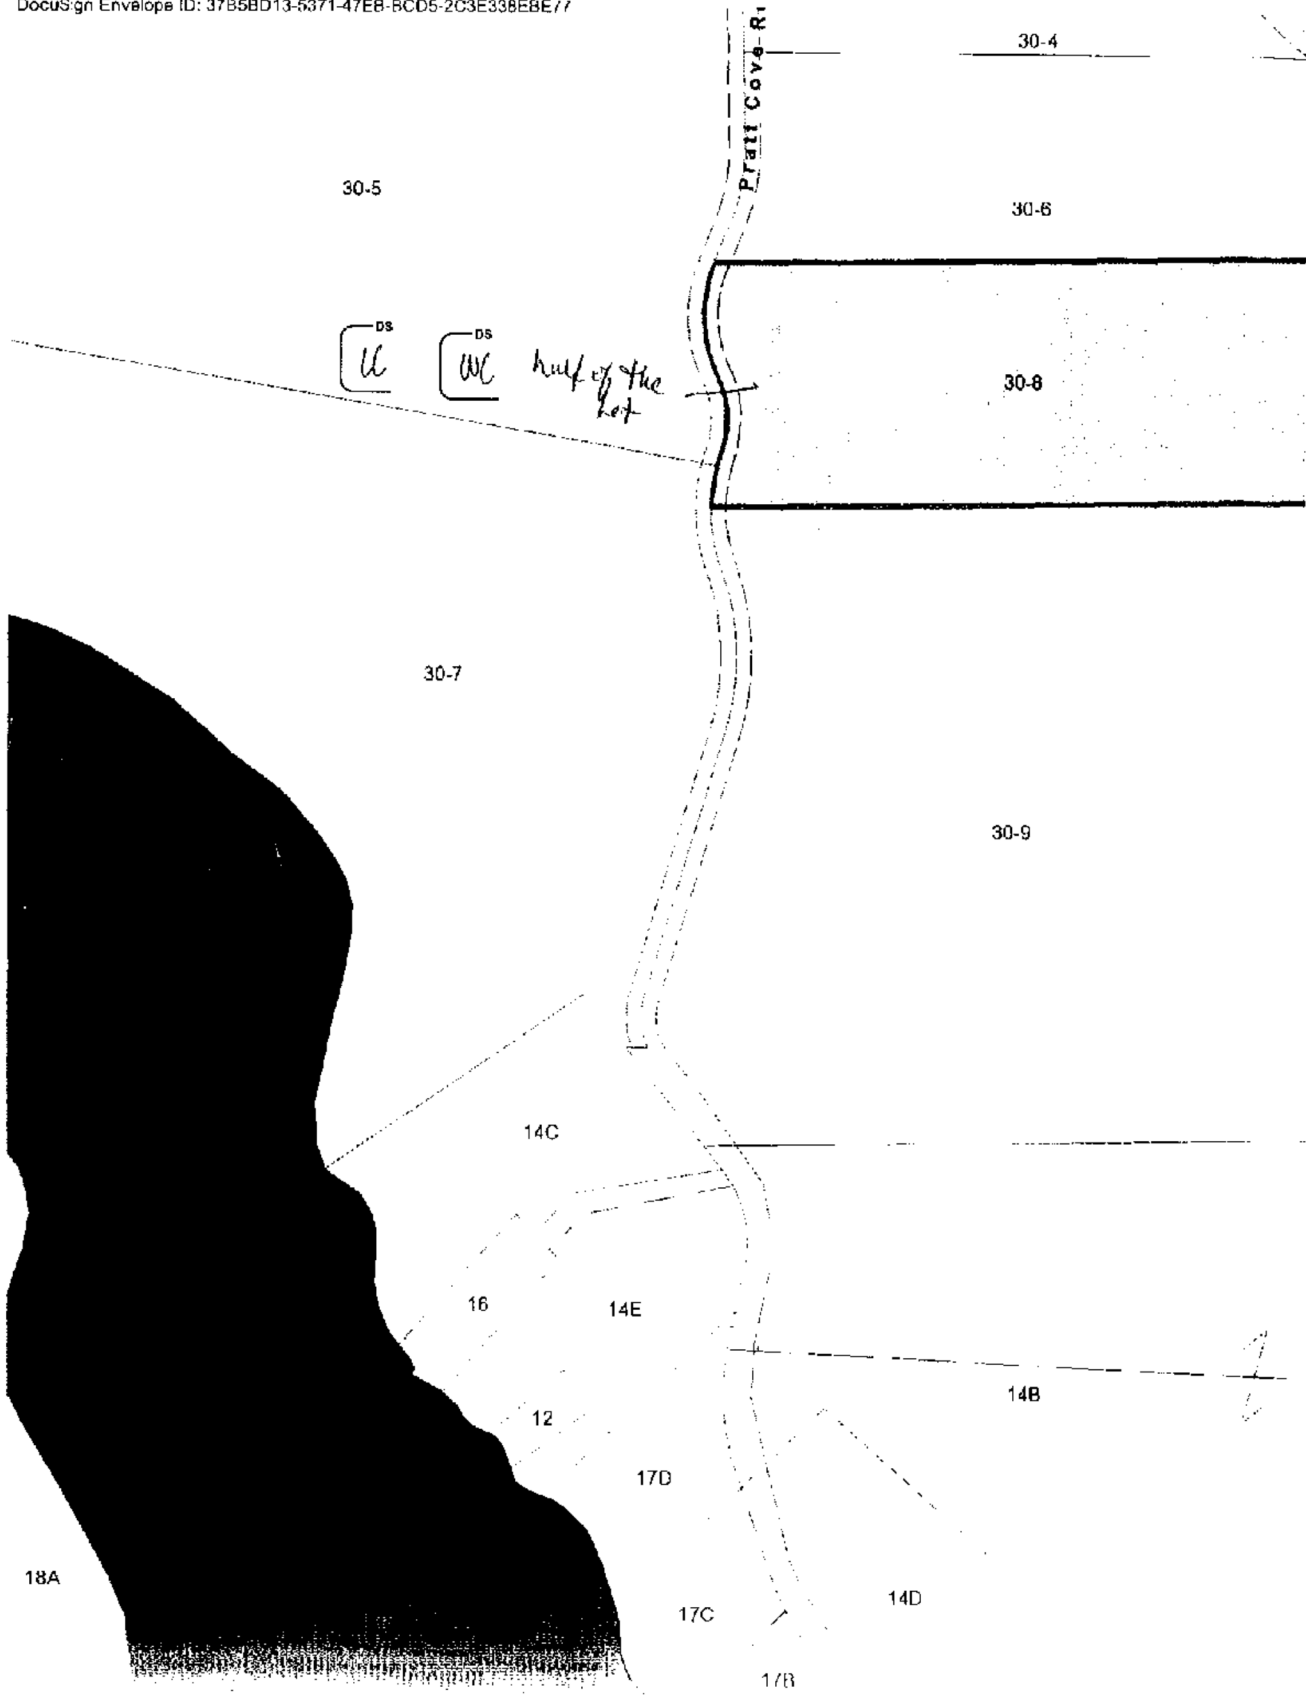 DocuSign Envelope ID: 37B5BD13-5371-47EB-BCD5-2C3E338EBE77
30-4
Pratt Cove
30-5
30-6
DS
DS
WC
half of the
30-8
30-7
30-9
14C
16
14E
14B
12
17D
18A
14D
17C
17B